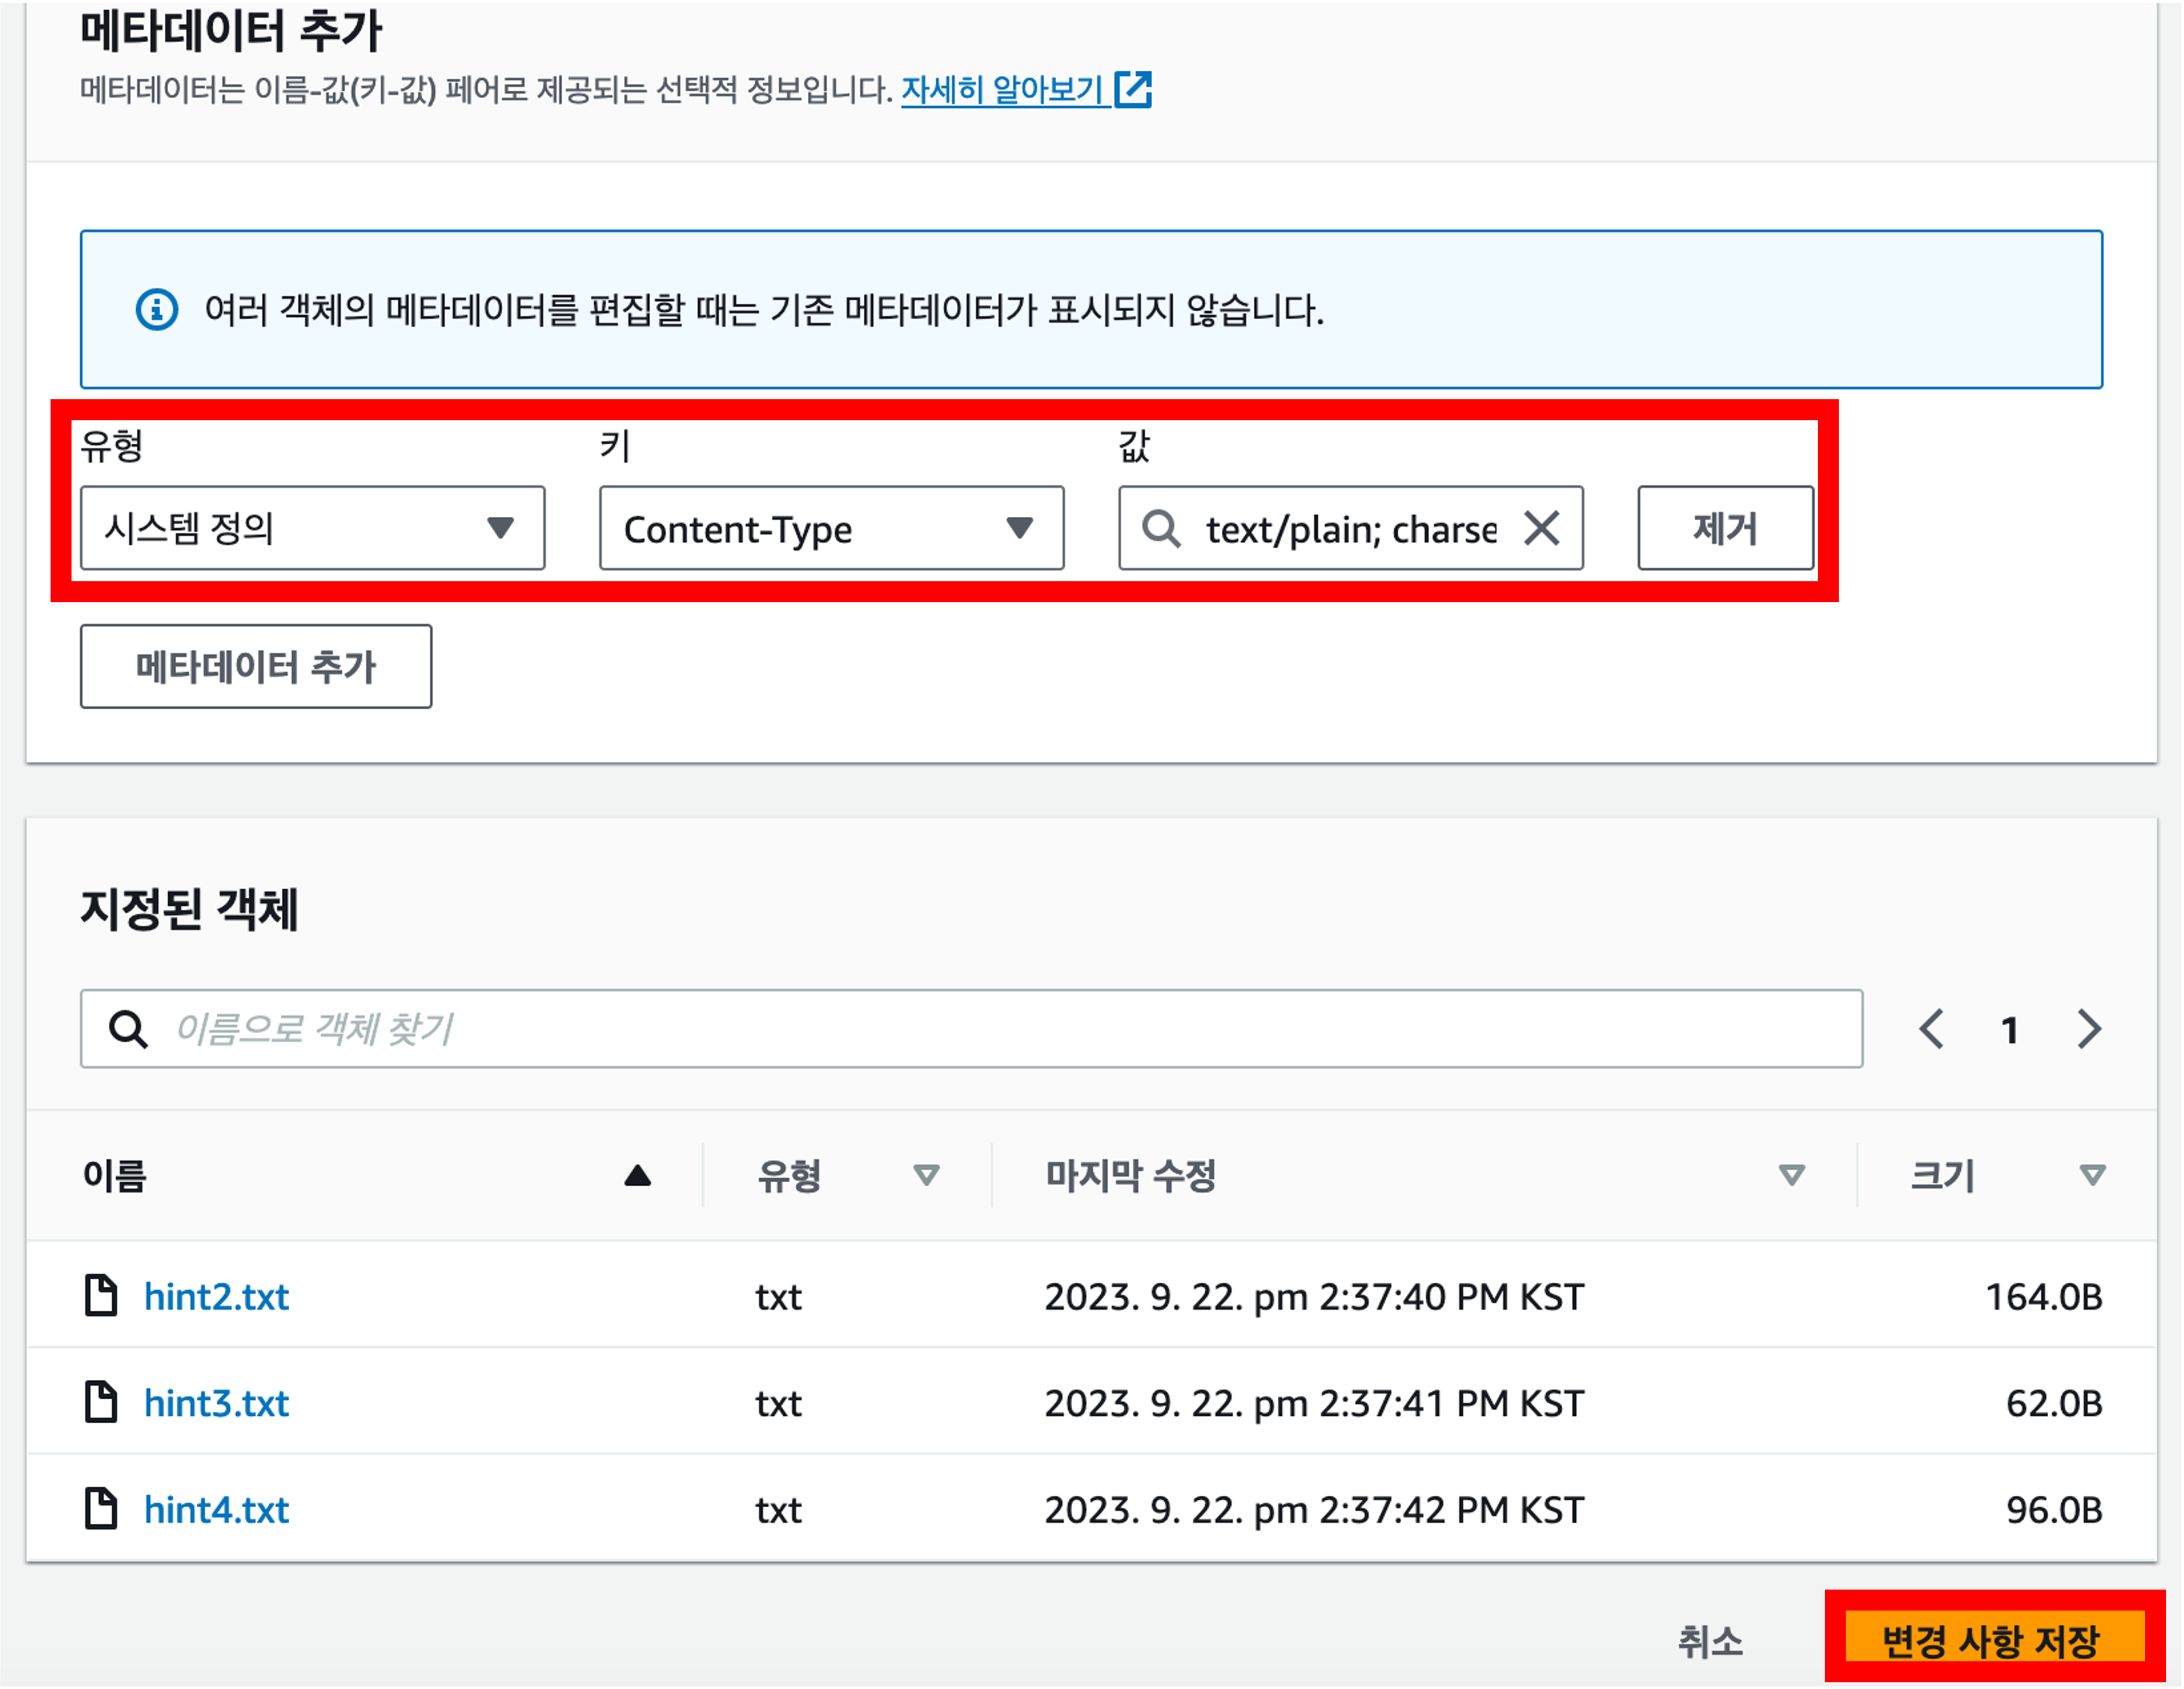 메타데이터 추가
메타데이터는 이름-값(키-값) 페어로 제공되는 선택적 정보입니다. 자세히 알아보기
여러 객체의 메타데이터를 편집할 때는 기존 메타데이터가 표시되지 않습니다.
유형 키 값
시스템 정의 Content-Type text/plain; charse 제거
메타데이터 추가
지정된 객체
이름으로 객체 찾기 1
이름 유형 마지막 수정 크기
hint2.txt txt 2023. 9. 22. pm 2:37:40 PM KST 164.0B
hint3.txt txt 2023. 9. 22. pm 2:37:41 PM KST 62.0B
hint4.txt txt 2023. 9. 22. pm 2:37:42 PM KST 96.0B
취소 변경 사항 저장